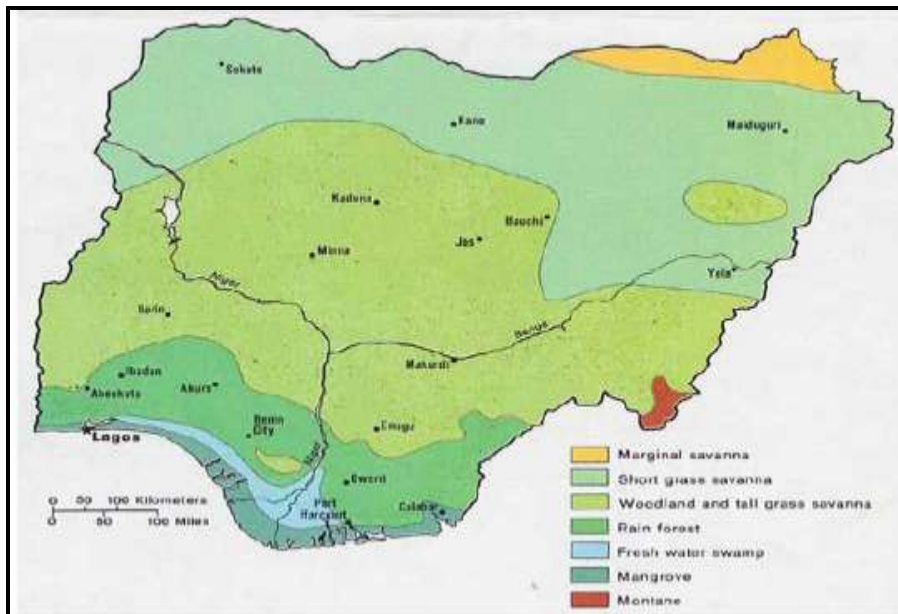 Sokoto
Kano
Maiduguri
Kaduna
Bauchi
Jos
Minna
Yola
Niger
Ilorin
Benue
Makurdi
Ibadan
Akure
Abeokuta
Benin
City
Enugu
Lagos
Niger
Owerri
Port
Harcourt
Calabar
0 50 100 Kilometers
0 50 100 Miles
Marginal savanna
Short grass savanna
Woodland and tall grass savanna
Rain forest
Fresh water swamp
Mangrove
Montane